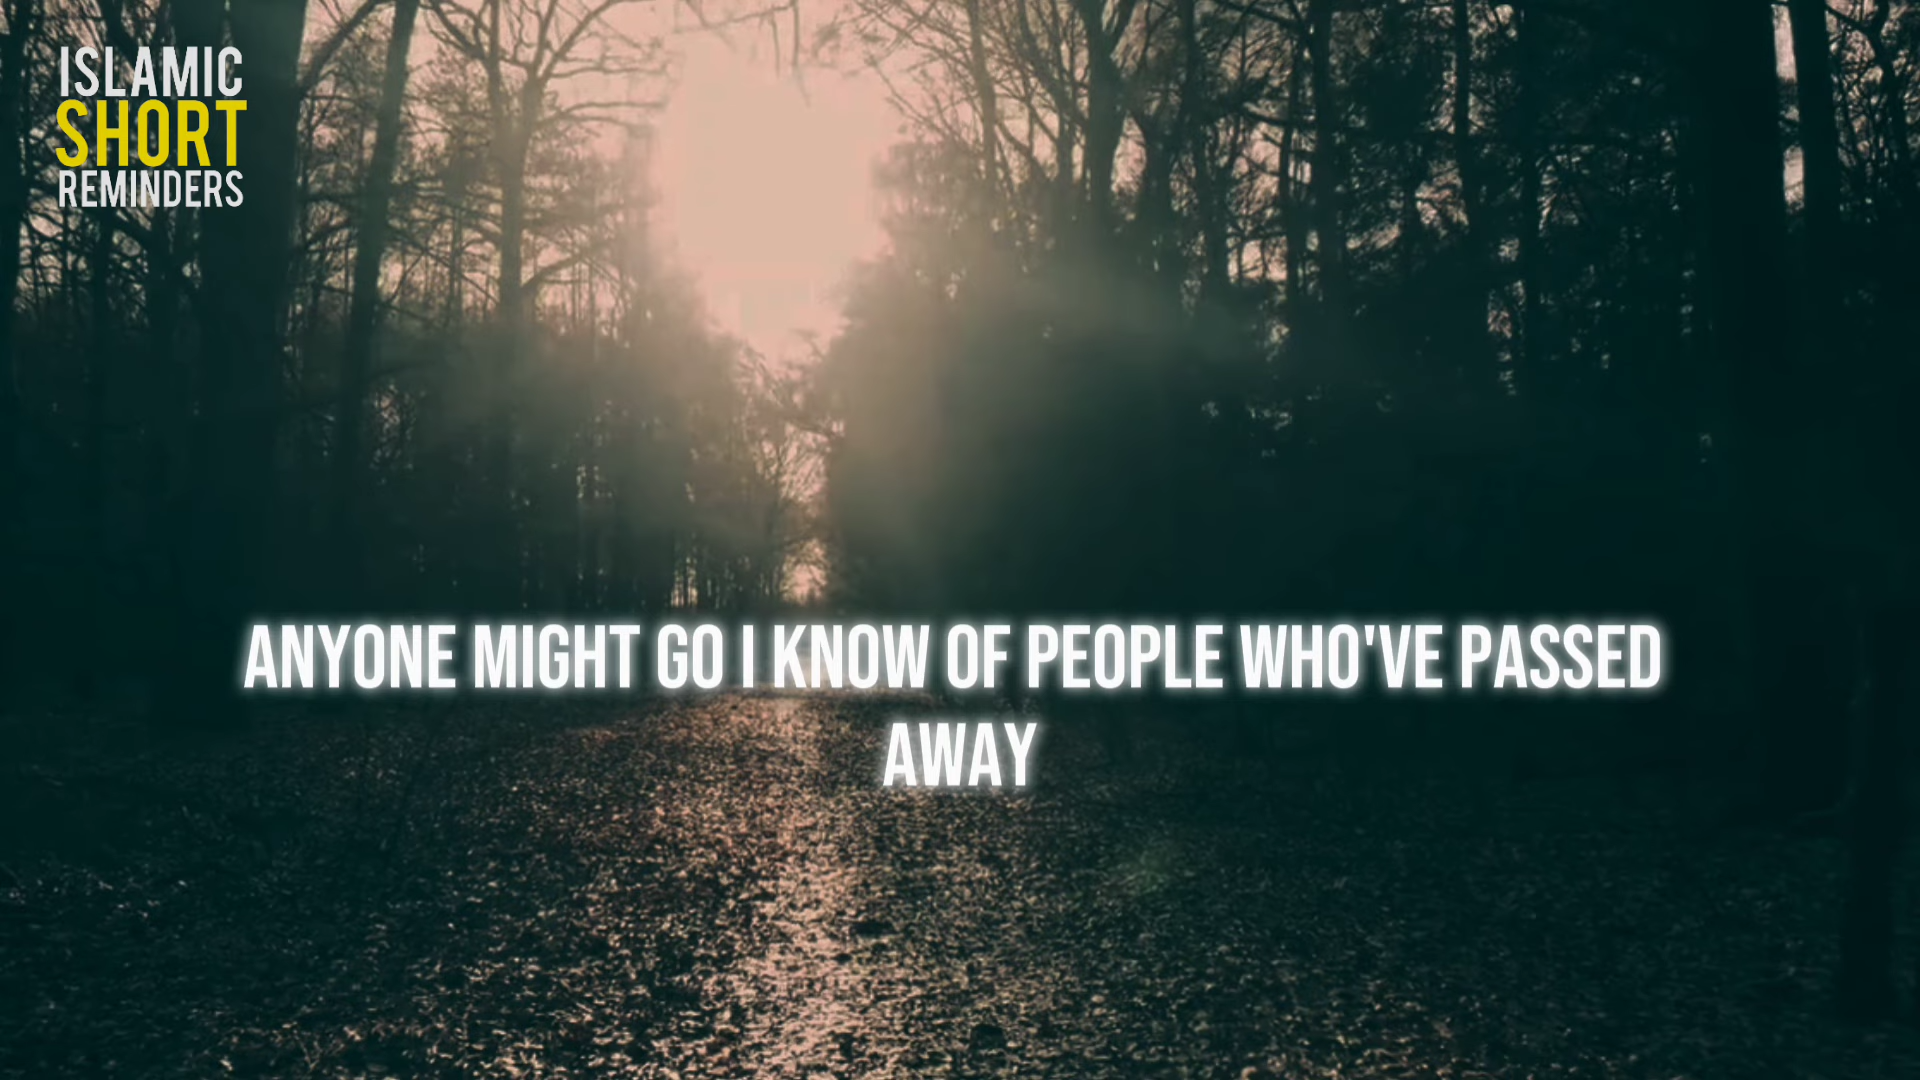 ISLAMIC
SHORT
REMINDERS
ANYONE MIGHT GO I KNOW OF PEOPLE WHO'VE PASSED
AWAY